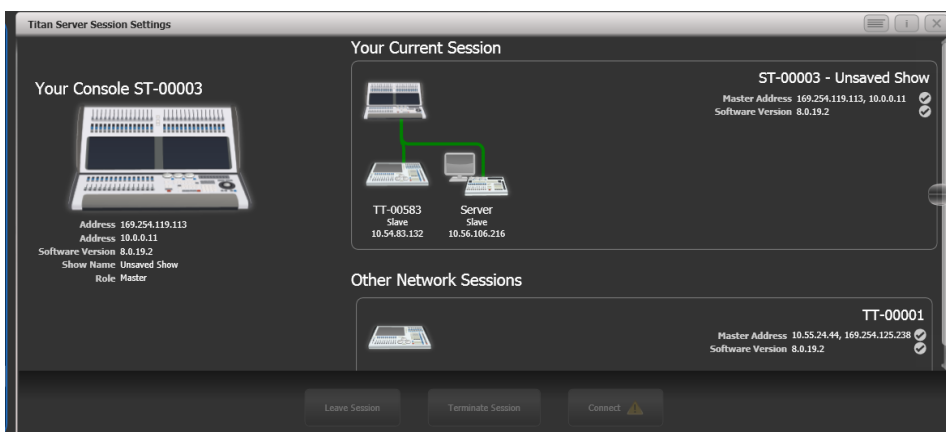 Titan Server Session Settings
Your Console ST-00003
Address 169.254.119.113
Address 10.0.0.11
Software Version 8.0.19.2
Show Name Unsaved Show
Role Master
Your Current Session
ST-00003 - Unsaved Show
Master Address 169.254.119.113, 10.0.0.11
Software Version 8.0.19.2
TT-00583
Slave
10.54.83.132
Server
Slave
10.56.106.216
Other Network Sessions
TT-00001
Master Address 10.55.24.44, 169.254.125.238
Software Version 8.0.19.2
Leave Session
Terminate Session
Connect